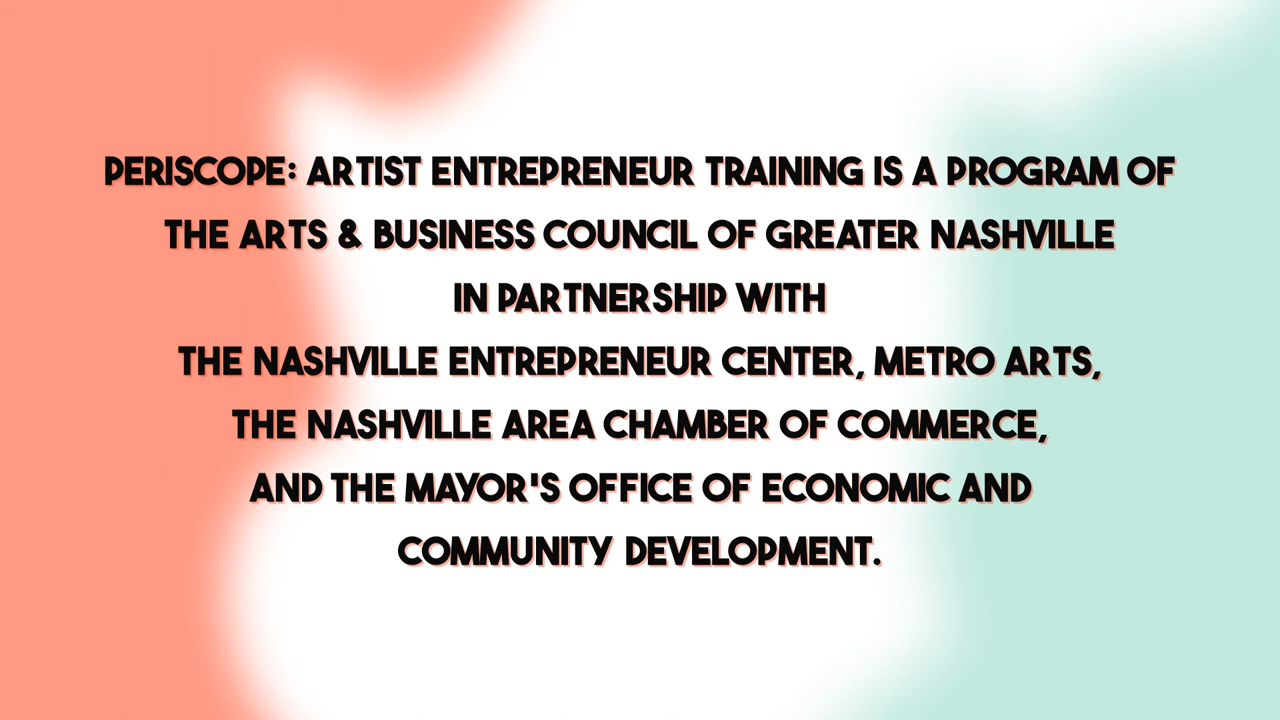 PERISCOPE: ARTIST ENTREPRENEUR TRAINING IS A PROGRAM OF
THE ARTS & BUSINESS COUNCIL OF GREATER NASHVILLE
IN PARTNERSHIP WITH
THE NASHVILLE ENTREPRENEUR CENTER, METRO ARTS,
THE NASHVILLE AREA CHAMBER OF COMMERCE,
AND THE MAYOR'S OFFICE OF ECONOMIC AND
COMMUNITY DEVELOPMENT.